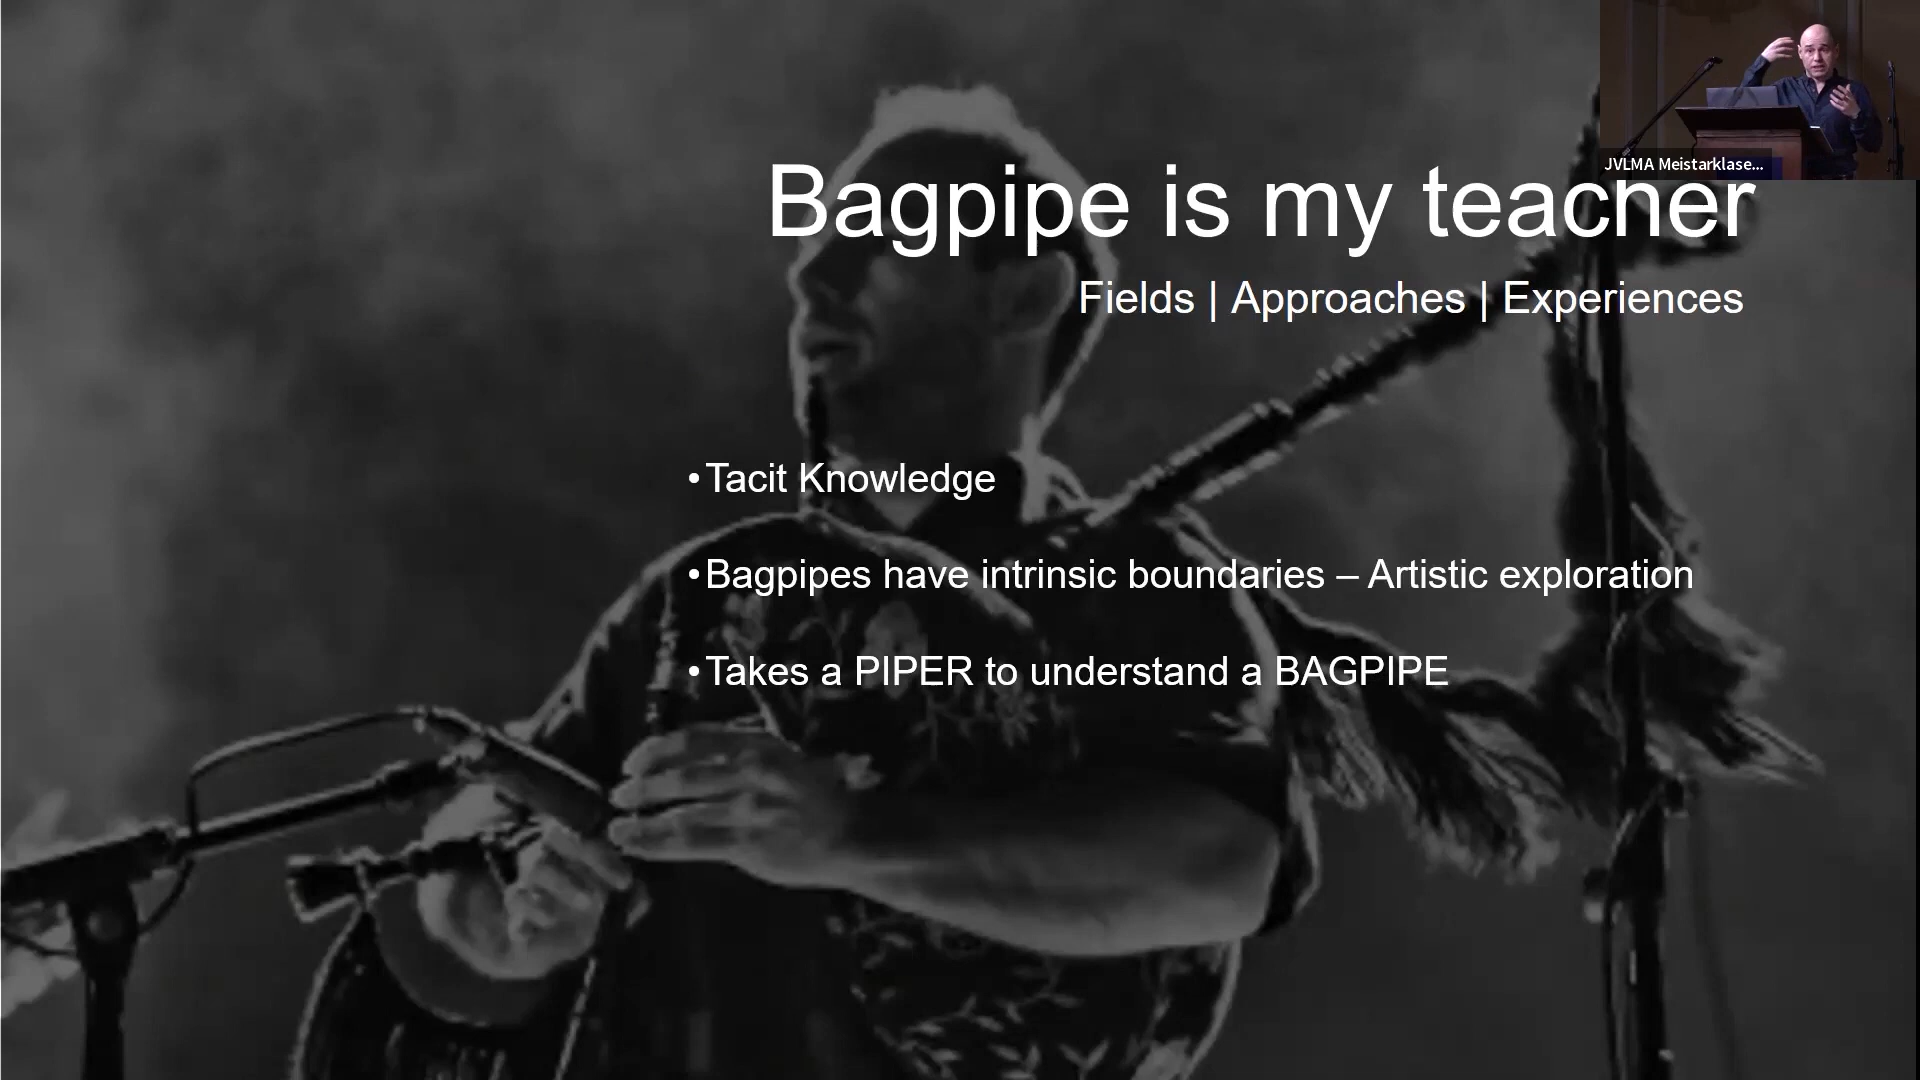 JVLMA Meistarklase...
Bagpipe is my teacher
Fields | Approaches | Experiences
•Tacit Knowledge
•Bagpipes have intrinsic boundaries – Artistic exploration
•Takes a PIPER to understand a BAGPIPE